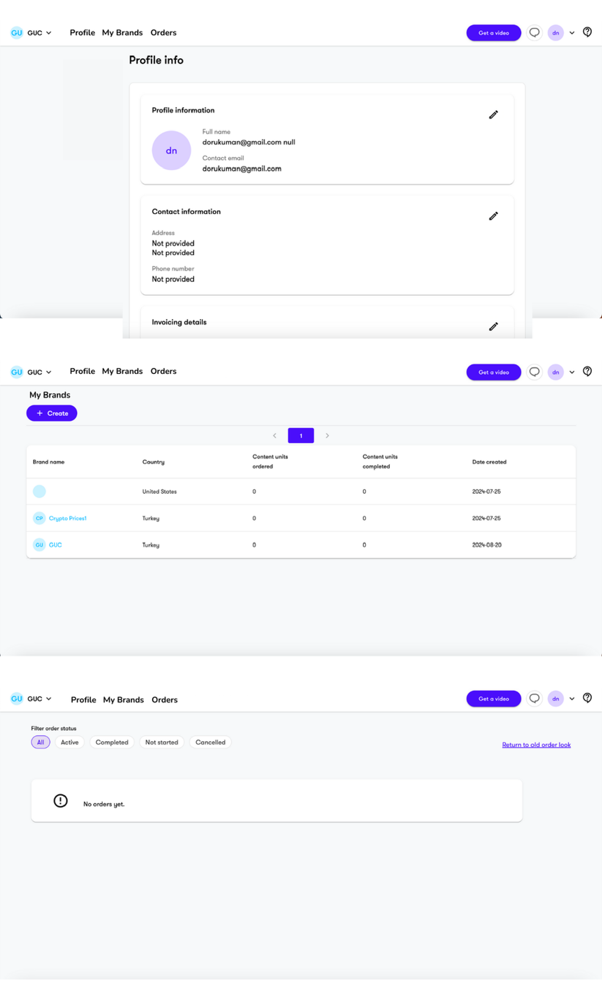 GU GUC Profile My Brands Orders Get a video dn
Profile info
Profile information
Full name
dorukuman@gmail.com null
dn
Contact email
dorukuman@gmail.com
Contact information
Address
Not provided
Not provided
Phone number
Not provided
Invoicing details
GU GUC Profile My Brands Orders Get a video dn
My Brands
+ Create
1
Brand name Country Content units ordered Content units completed Date created
United States 0 0 2024-07-25
CP Crypto Prices1 Turkey 0 0 2024-07-25
GU GUC Turkey 0 0 2024-08-20
GU GUC Profile My Brands Orders Get a video dn
Filter order status
All Active Completed Not started Cancelled
Return to old order look
No orders yet.